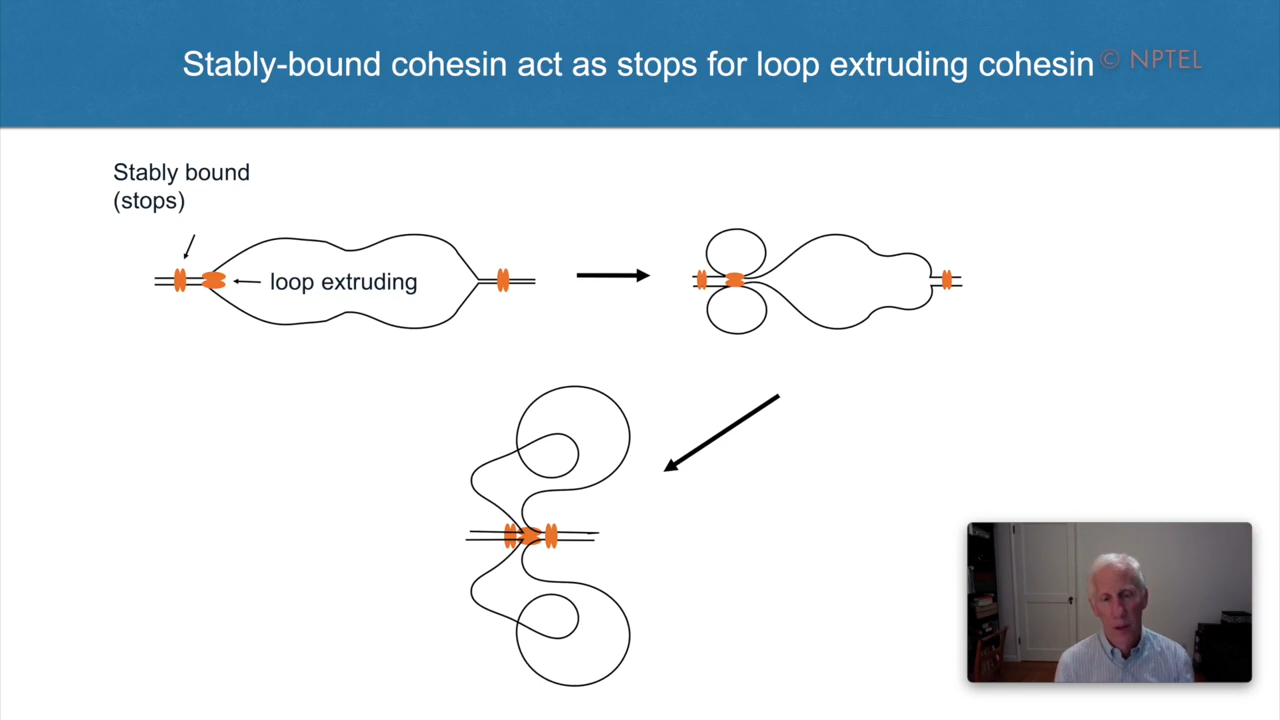 Stably-bound cohesin act as stops for loop extruding cohesin
© NPTEL
Stably bound
(stops)
loop extruding